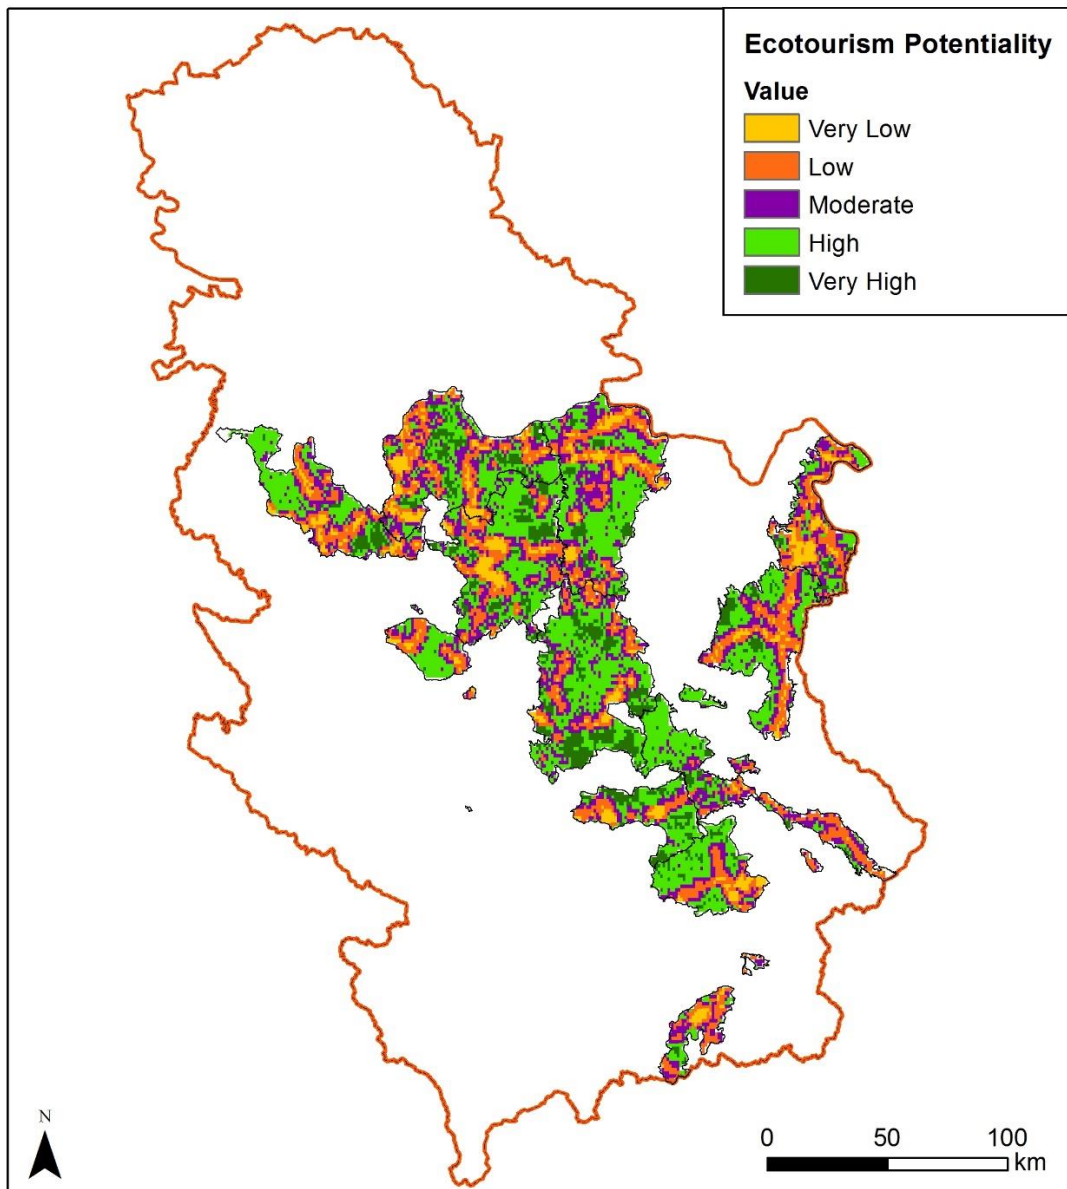 Ecotourism Potentiality
Value
Very Low
Low
Moderate
High
Very High
N
0 50 100
km